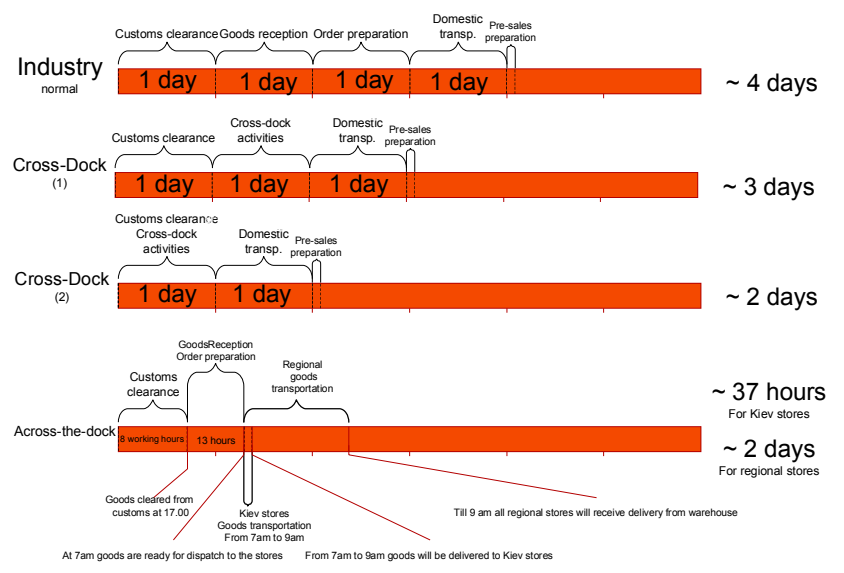 Customs clearance Goods reception Order preparation Domestic transp. Pre-sales preparation
Industry
normal
1 day 1 day 1 day 1 day
~ 4 days
Customs clearance Cross-dock activities Domestic transp. Pre-sales preparation
Cross-Dock
(1)
1 day 1 day 1 day
~ 3 days
Customs clearance
Cross-dock activities Domestic transp. Pre-sales preparation
Cross-Dock
(2)
1 day 1 day
~ 2 days
GoodsReception
Order preparation
Customs clearance
Regional goods transportation
~ 37 hours
For Kiev stores
Across-the-dock
8 working hours 13 hours
~ 2 days
For regional stores
Goods cleared from
customs at 17.00
Kiev stores
Goods transportation
From 7am to 9am
Till 9 am all regional stores will receive delivery from warehouse
At 7am goods are ready for dispatch to the stores
From 7am to 9am goods will be delivered to Kiev stores